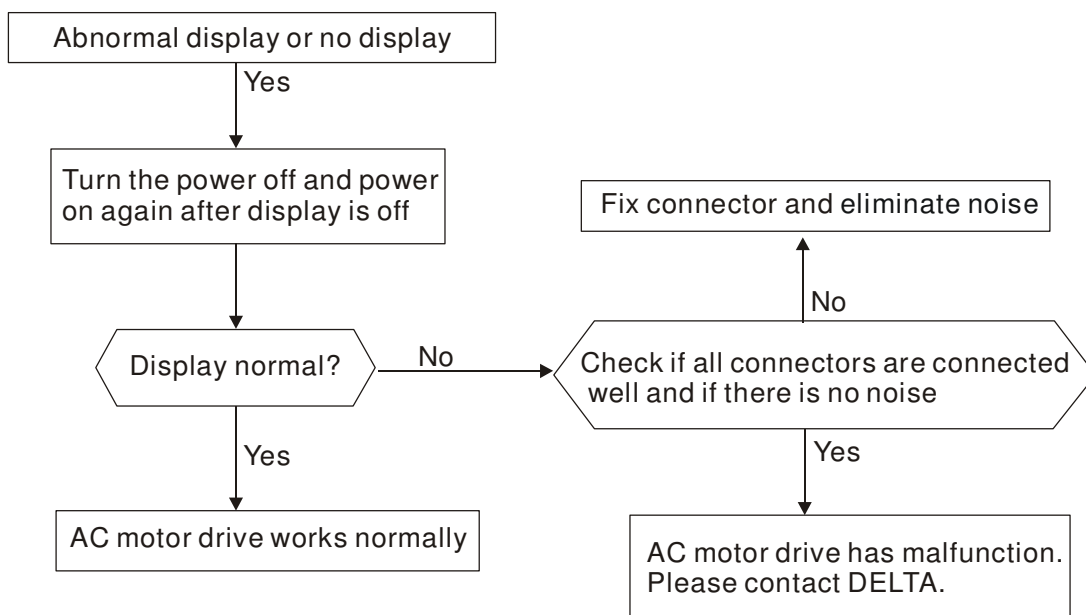 Abnormal display or no display
Yes
Turn the power off and power
on again after display is off
Display normal?
No
Yes
AC motor drive works normally
Fix connector and eliminate noise
No
Check if all connectors are connected
well and if there is no noise
Yes
AC motor drive has malfunction.
Please contact DELTA.